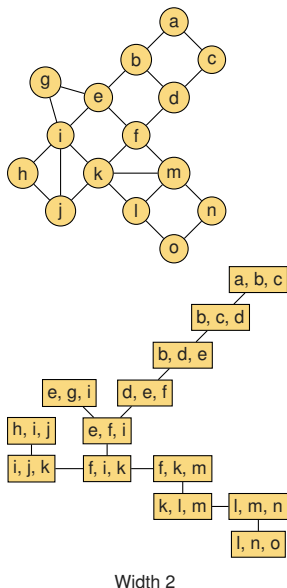 a
b
c
g
e
d
i
f
h
k
m
j
l
n
o
a, b, c
b, c, d
b, d, e
e, g, i
d, e, f
h, i, j
e, f, i
i, j, k
f, i, k
f, k, m
k, l, m
l, m, n
l, n, o
Width 2